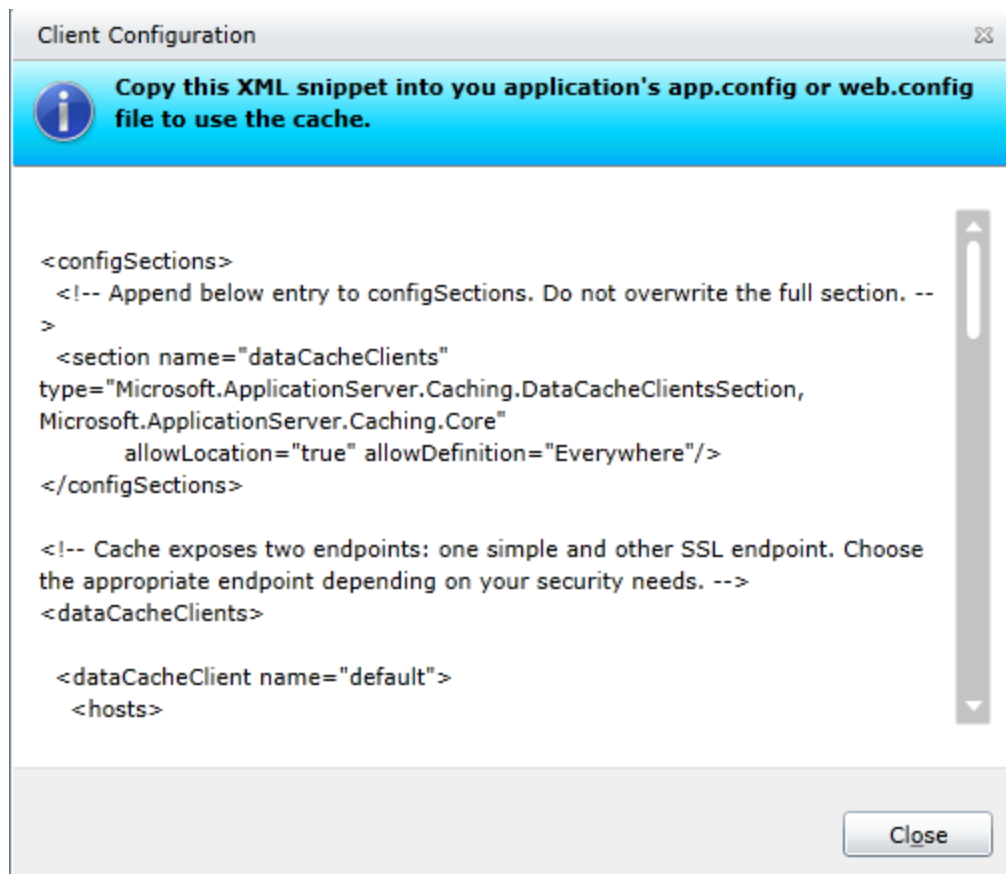 Client Configuration
Copy this XML snippet into you application's app.config or web.config
file to use the cache.
<configSections>
<!-- Append below entry to configSections. Do not overwrite the full section. --
>
<section name="dataCacheClients"
type="Microsoft.ApplicationServer.Caching.DataCacheClientsSection,
Microsoft.ApplicationServer.Caching.Core"
allowLocation="true" allowDefinition="Everywhere"/>
</configSections>
<!-- Cache exposes two endpoints: one simple and other SSL endpoint. Choose
the appropriate endpoint depending on your security needs. -->
<dataCacheClients>
<dataCacheClient name="default">
<hosts>
Close